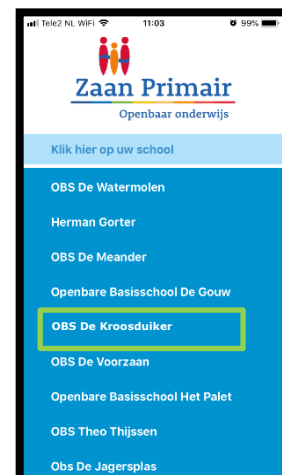 Tele2 NL WiFi 11:03 99%
Zaan Primair
Openbaar onderwijs
Klik hier op uw school
OBS De Watermolen
Herman Gorter
OBS De Meander
Openbare Basisschool De Gouw
OBS De Kroosduiker
OBS De Voorzaan
Openbare Basisschool Het Palet
OBS Theo Thijssen
Obs De Jagersplas